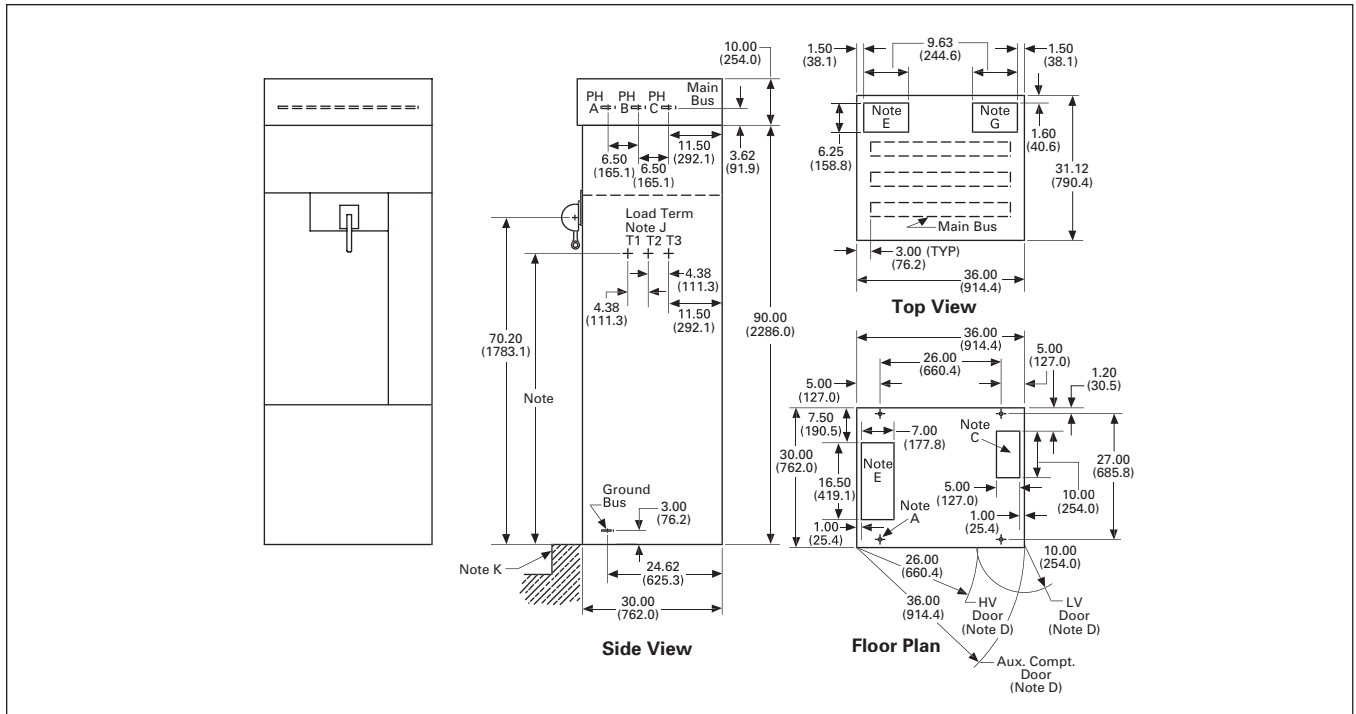 10.00
(254.0)
PH
A
PH
B
PH
C
Main
Bus
6.50
(165.1)
6.50
(165.1)
11.50
(292.1)
3.62
(91.9)
Load Term
Note J
T1 T2 T3
4.38
(111.3)
4.38
(111.3)
11.50
(292.1)
70.20
(1783.1)
90.00
(2286.0)
Note
Ground
Bus
3.00
(76.2)
Note K
24.62
(625.3)
30.00
(762.0)
Side View
1.50
(38.1)
9.63
(244.6)
1.50
(38.1)
Note
E
Note
G
6.25
(158.8)
1.60
(40.6)
31.12
(790.4)
Main Bus
3.00 (TYP)
(76.2)
36.00
(914.4)
Top View
36.00
(914.4)
26.00
(660.4)
5.00
(127.0)
5.00
(127.0)
1.20
(30.5)
7.50
(190.5)
7.00
(177.8)
Note
C
30.00
(762.0)
Note
E
27.00
(685.8)
16.50
(419.1)
5.00
(127.0)
10.00
(254.0)
Note
A
1.00
(25.4)
1.00
(25.4)
26.00
(660.4)
10.00
(254.0)
36.00
(914.4)
HV
Door
(Note D)
LV
Door
(Note D)
Floor Plan
Aux. Compt.
Door
(Note D)